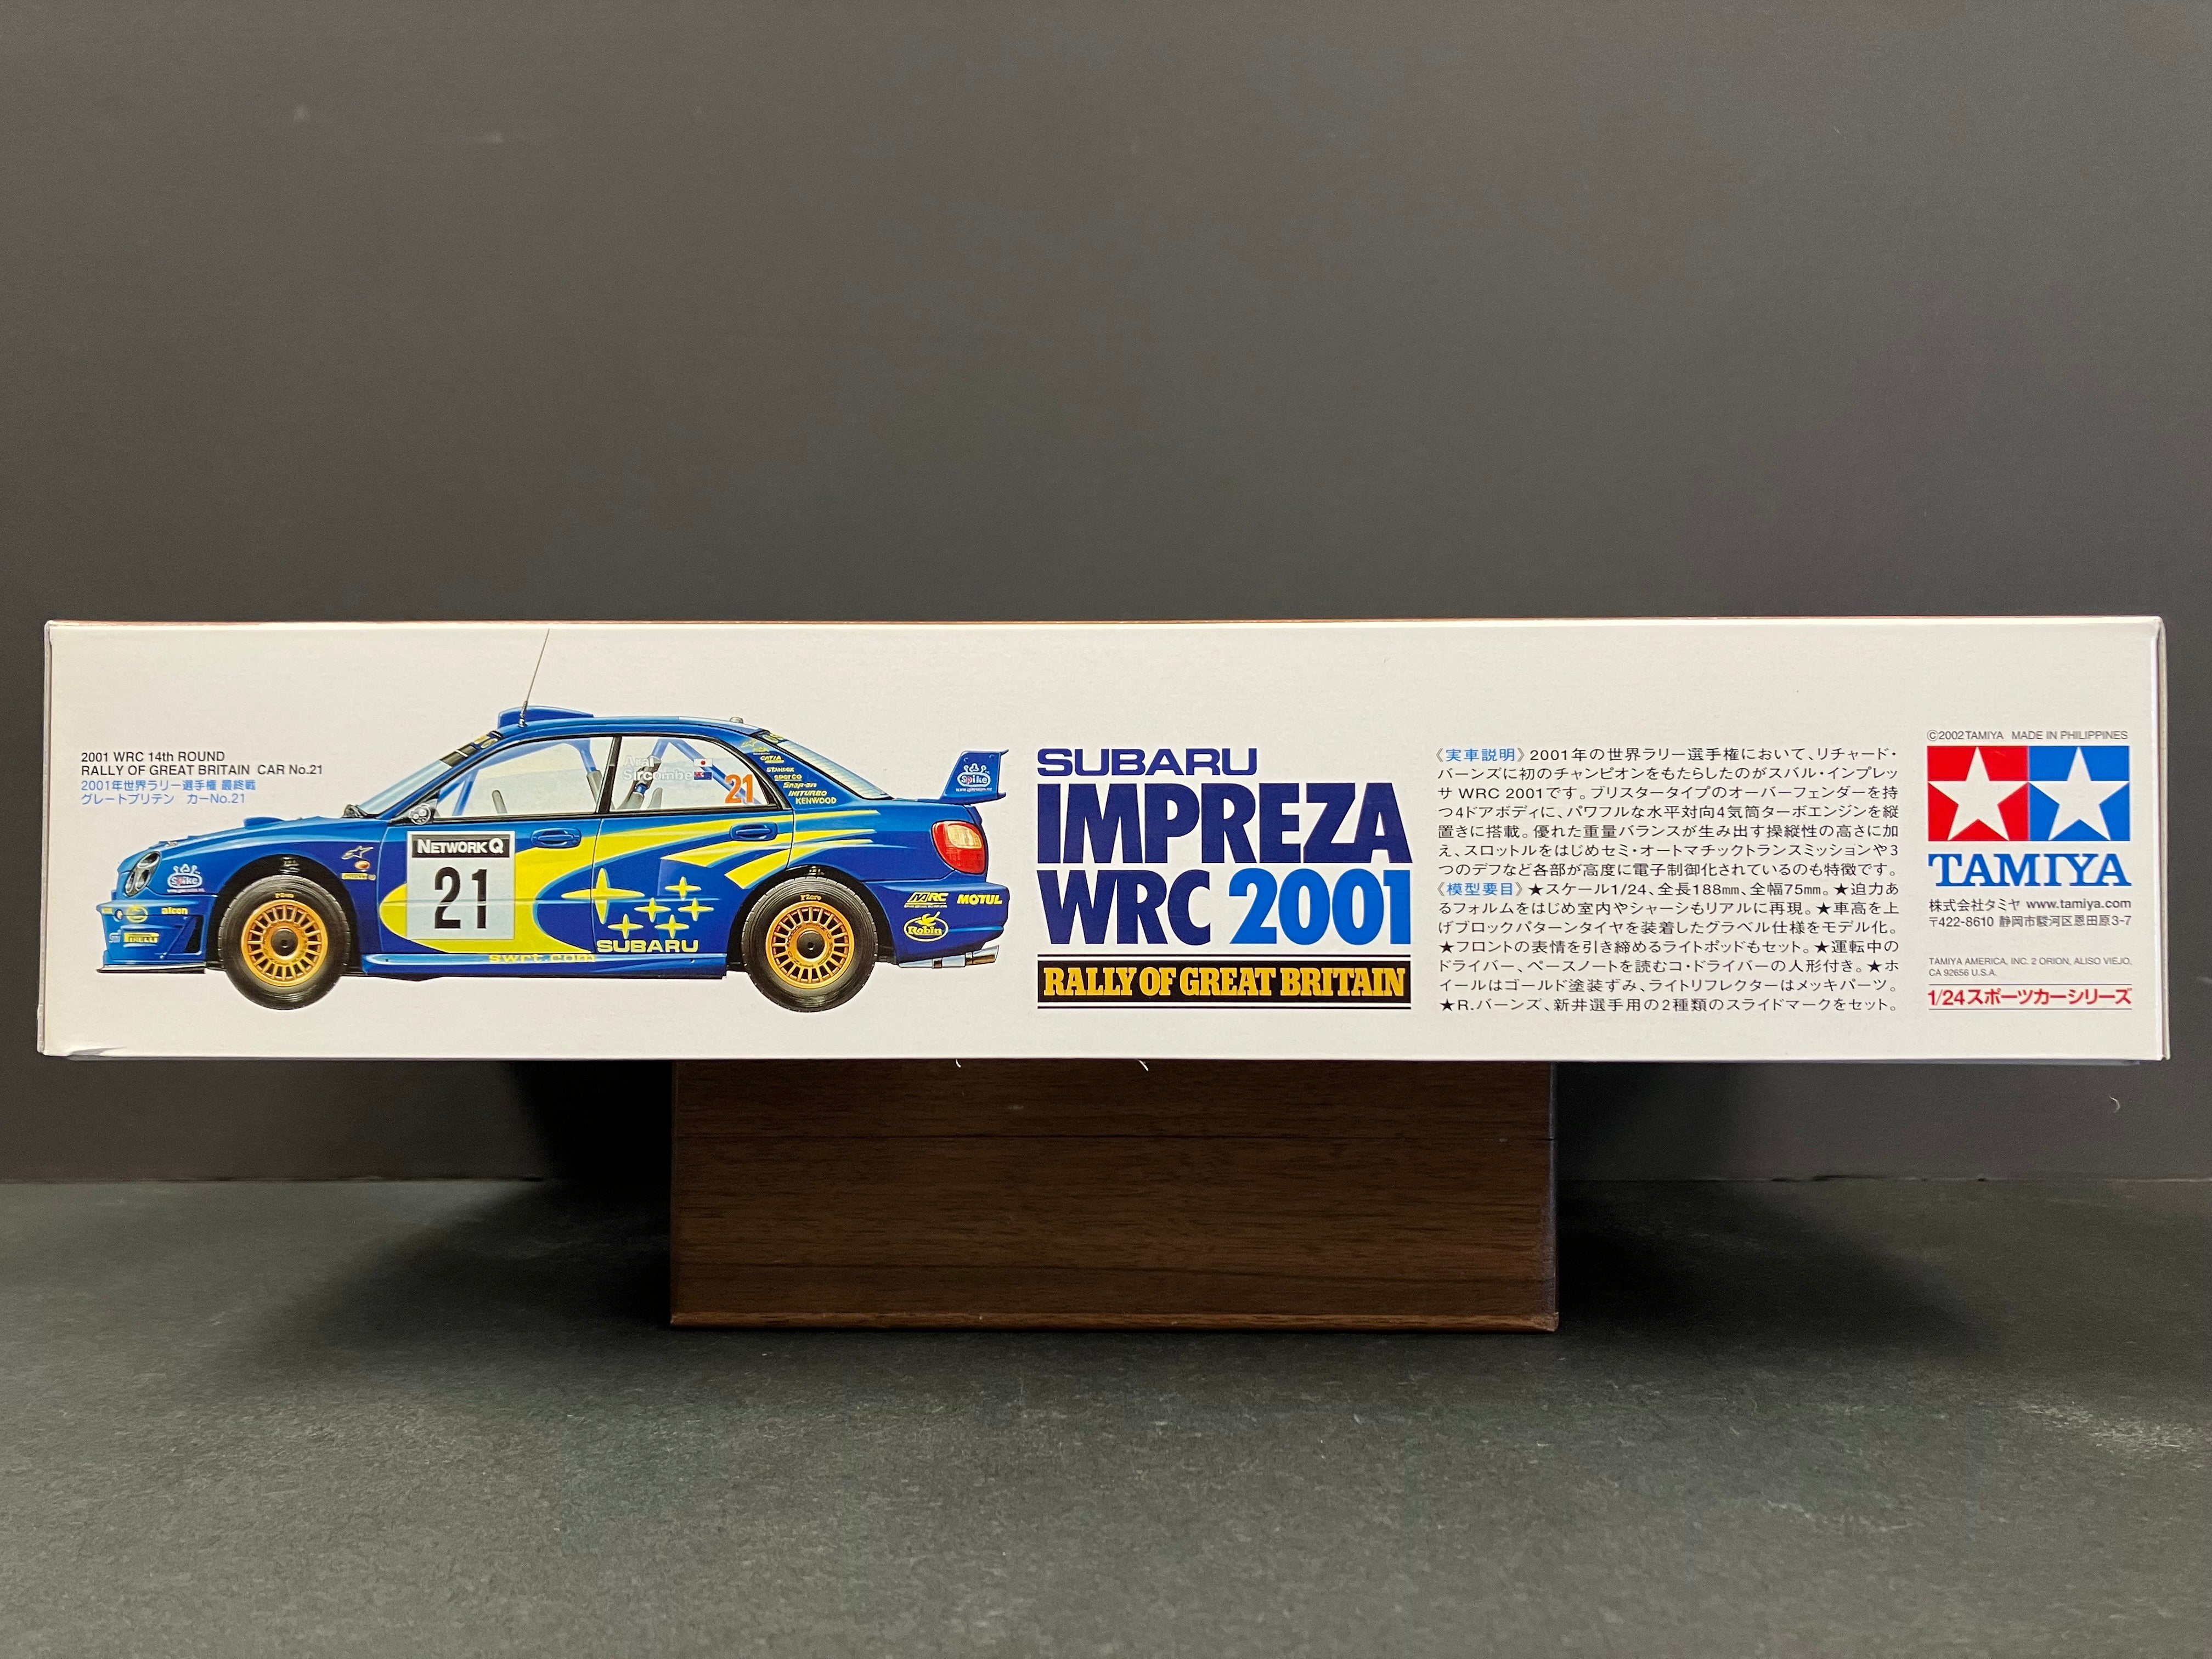 2001 WRC 14th ROUND
RALLY OF GREAT BRITAIN CAR No.21
2001年世界ラリー選手権 最終戦
グレートブリテン カーNo.21
Arai
Sircombe
21
CATIA
STANDOX
sparco
Snap-on
IHI TURBO
KENWOOD
Spike
NETWORK Q
21
Spike
alcon
PIRELLI
SUBARU
swrt.com
MRC
MOTUL
Robin
SUBARU
IMPREZA
WRC 2001
RALLY OF GREAT BRITAIN
《実車説明》2001年の世界ラリー選手権において、リチャード・
バーンズに初のチャンピオンをもたらしたのがスバル・インプレッ
サ WRC 2001です。ブリスタータイプのオーバーフェンダーを持
つ4ドアボディに、パワフルな水平対向4気筒ターボエンジンを縦
置きに搭載。優れた重量バランスが生み出す操縦性の高さに加
え、スロットルをはじめセミ・オートマチックトランスミッションや3
つのデフなど各部が高度に電子制御化されているのも特徴です。
《模型要目》★スケール1/24、全長188mm、全幅75mm。★迫力あ
るフォルムをはじめ室内やシャーシもリアルに再現。★車高を上
げブロックパターンタイヤを装着したグラベル仕様をモデル化。
★フロントの表情を引き締めるライトポッドもセット。★運転中の
ドライバー、ペースノートを読むコ・ドライバーの人形付き。★ホ
イールはゴールド塗装ずみ、ライトリフレクターはメッキパーツ。
★R.バーンズ、新井選手用の2種類のスライドマークをセット。
©2002 TAMIYA MADE IN PHILIPPINES
TAMIYA
株式会社タミヤ www.tamiya.com
〒422-8610 静岡市駿河区恩田原3-7
TAMIYA AMERICA, INC. 2 ORION, ALISO VIEJO,
CA 92656 U.S.A.
1/24スポーツカーシリーズ